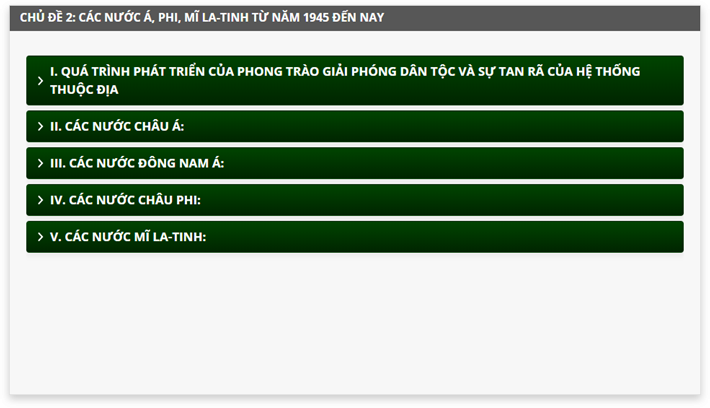 CHỦ ĐỀ 2: CÁC NƯỚC Á, PHI, MĨ LA-TINH TỪ NĂM 1945 ĐẾN NAY
I. QUÁ TRÌNH PHÁT TRIỂN CỦA PHONG TRÀO GIẢI PHÓNG DÂN TỘC VÀ SỰ TAN RÃ CỦA HỆ THỐNG
THUỘC ĐỊA
II. CÁC NƯỚC CHÂU Á:
III. CÁC NƯỚC ĐÔNG NAM Á:
IV. CÁC NƯỚC CHÂU PHI:
V. CÁC NƯỚC MĨ LA-TINH: